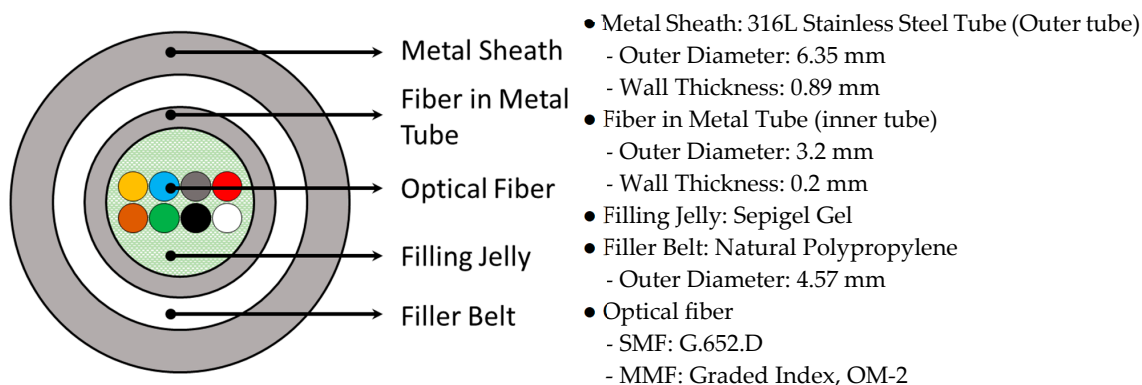 Metal Sheath
Fiber in Metal
Tube
Optical Fiber
Filling Jelly
Filler Belt
● Metal Sheath: 316L Stainless Steel Tube (Outer tube)
- Outer Diameter: 6.35 mm
- Wall Thickness: 0.89 mm
● Fiber in Metal Tube (inner tube)
- Outer Diameter: 3.2 mm
- Wall Thickness: 0.2 mm
● Filling Jelly: Sepigel Gel
● Filler Belt: Natural Polypropylene
- Outer Diameter: 4.57 mm
● Optical fiber
- SMF: G.652.D
- MMF: Graded Index, OM-2